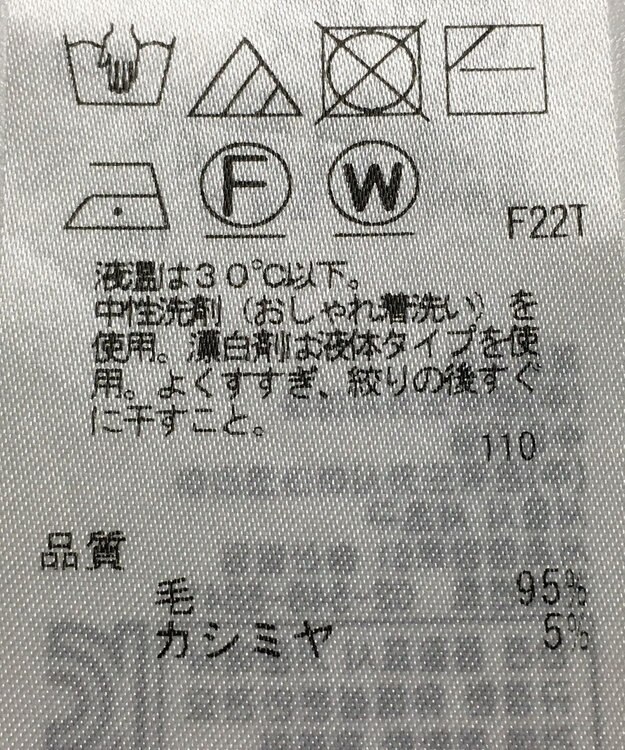 F
W
F22T
液温は30℃以下。
中性洗剤(おしゃれ着洗い)を
使用。漂白剤は液体タイプを使
用。よくすすぎ、絞りの後すぐ
に干すこと。
110
品質
毛 95%
カシミヤ 5%